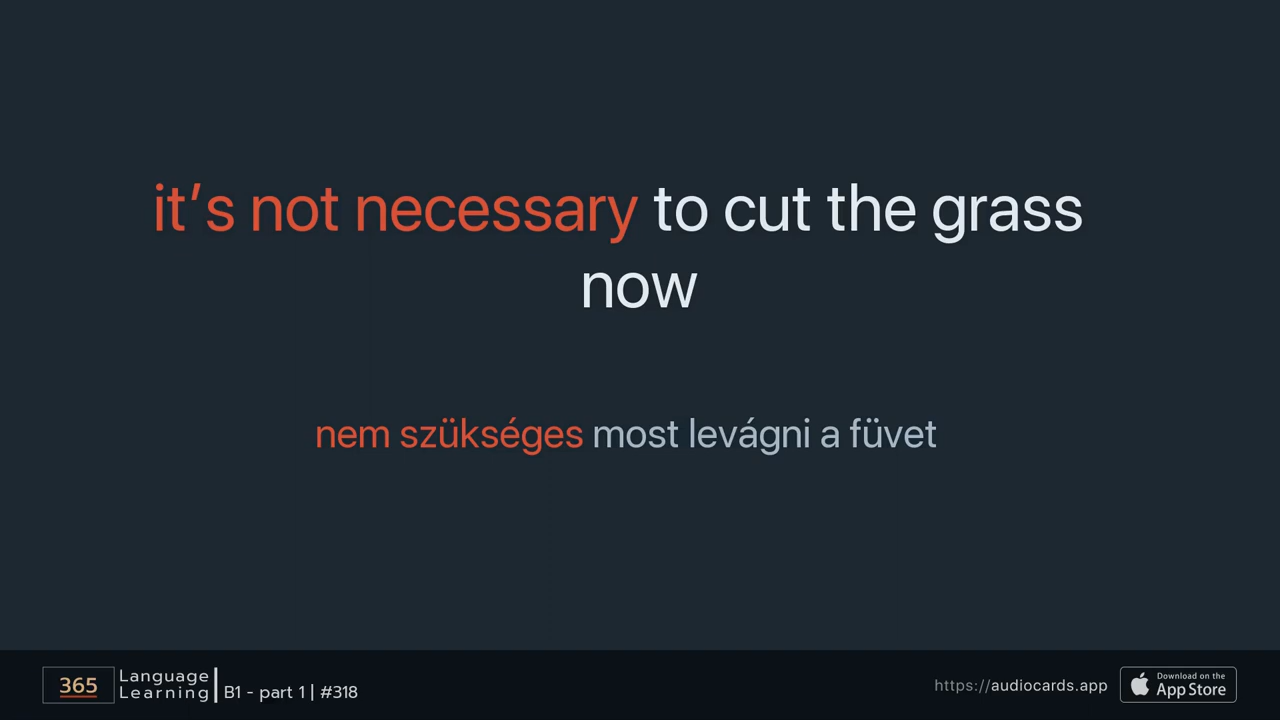 it's not necessary to cut the grass
now
nem szükséges most levágni a füvet
365
Language
Learning
B1 - part 1 | #318
https://audiocards.app
Download on the
App Store